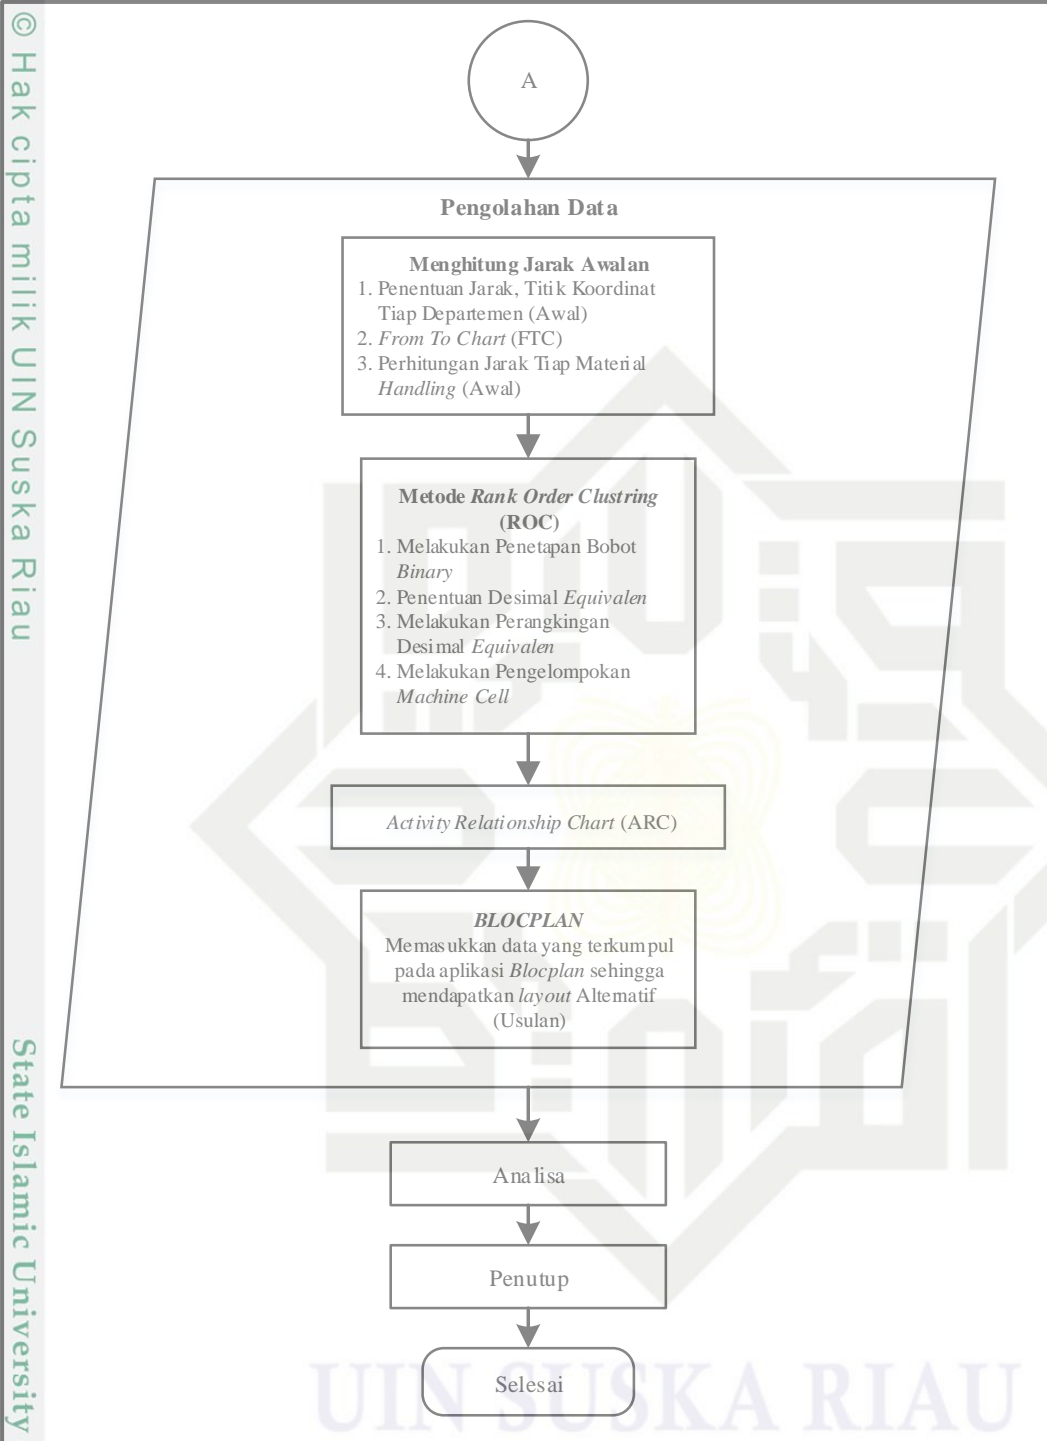 © Hak cipta milik UIN Suska Riau
State Islamic University
A
Pengolahan Data
Menghitung Jarak Awalan
1. Penentuan Jarak, Titik Koordinat
Tiap Departemen (Awal)
2. From To Chart (FTC)
3. Perhitungan Jarak Tiap Material
Handling (Awal)
Metode Rank Order Clustring
(ROC)
1. Melakukan Penetapan Bobot
Binary
2. Penentuan Desimal Equivalen
3. Melakukan Perangkingan
Desimal Equivalen
4. Melakukan Pengelompokan
Machine Cell
Activity Relationship Chart (ARC)
BLOCPLAN
Memasukkan data yang terkumpul
pada aplikasi Blocplan sehingga
mendapatkan layout Alternatif
(Usulan)
Analisa
Penutup
Selesai
UIN SUSKA RIAU